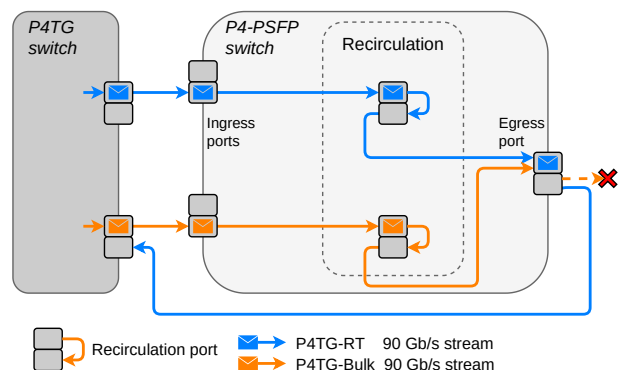 P4TG
switch
P4-PSFP
switch
Recirculation
Ingress
ports
Egress
port
Recirculation port
P4TG-RT 90 Gb/s stream
P4TG-Bulk 90 Gb/s stream